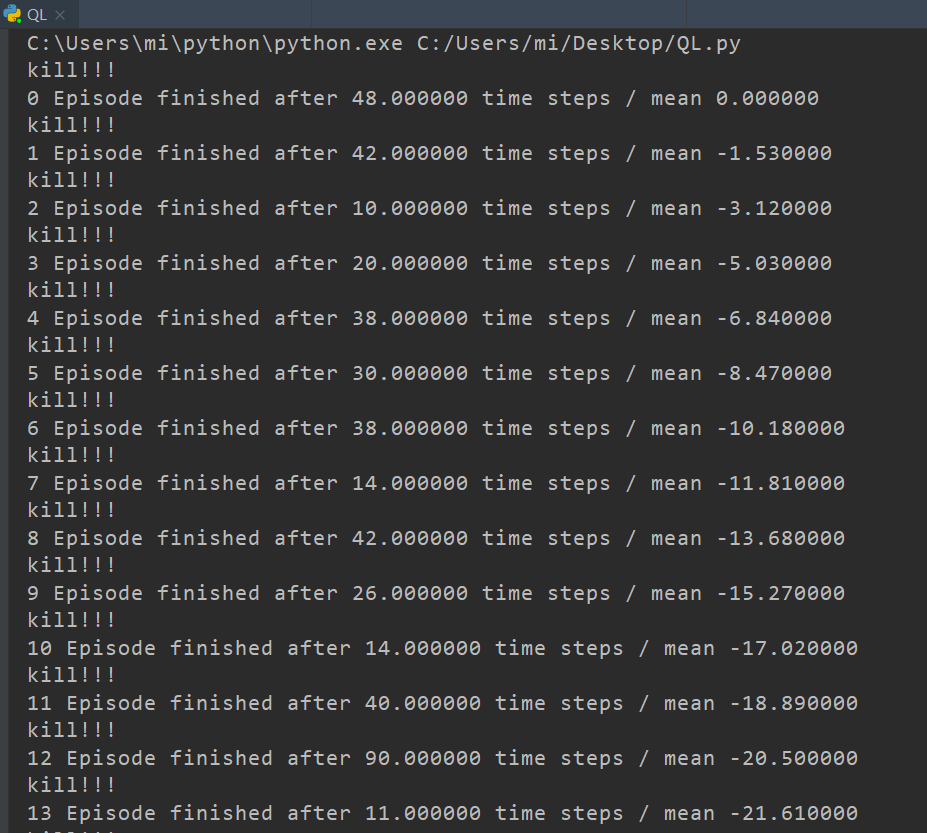 QL
C:\Users\mi\python\python.exe C:/Users/mi/Desktop/QL.py
kill!!!
0 Episode finished after 48.000000 time steps / mean 0.000000
kill!!!
1 Episode finished after 42.000000 time steps / mean -1.530000
kill!!!
2 Episode finished after 10.000000 time steps / mean -3.120000
kill!!!
3 Episode finished after 20.000000 time steps / mean -5.030000
kill!!!
4 Episode finished after 38.000000 time steps / mean -6.840000
kill!!!
5 Episode finished after 30.000000 time steps / mean -8.470000
kill!!!
6 Episode finished after 38.000000 time steps / mean -10.180000
kill!!!
7 Episode finished after 14.000000 time steps / mean -11.810000
kill!!!
8 Episode finished after 42.000000 time steps / mean -13.680000
kill!!!
9 Episode finished after 26.000000 time steps / mean -15.270000
kill!!!
10 Episode finished after 14.000000 time steps / mean -17.020000
kill!!!
11 Episode finished after 40.000000 time steps / mean -18.890000
kill!!!
12 Episode finished after 90.000000 time steps / mean -20.500000
kill!!!
13 Episode finished after 11.000000 time steps / mean -21.610000